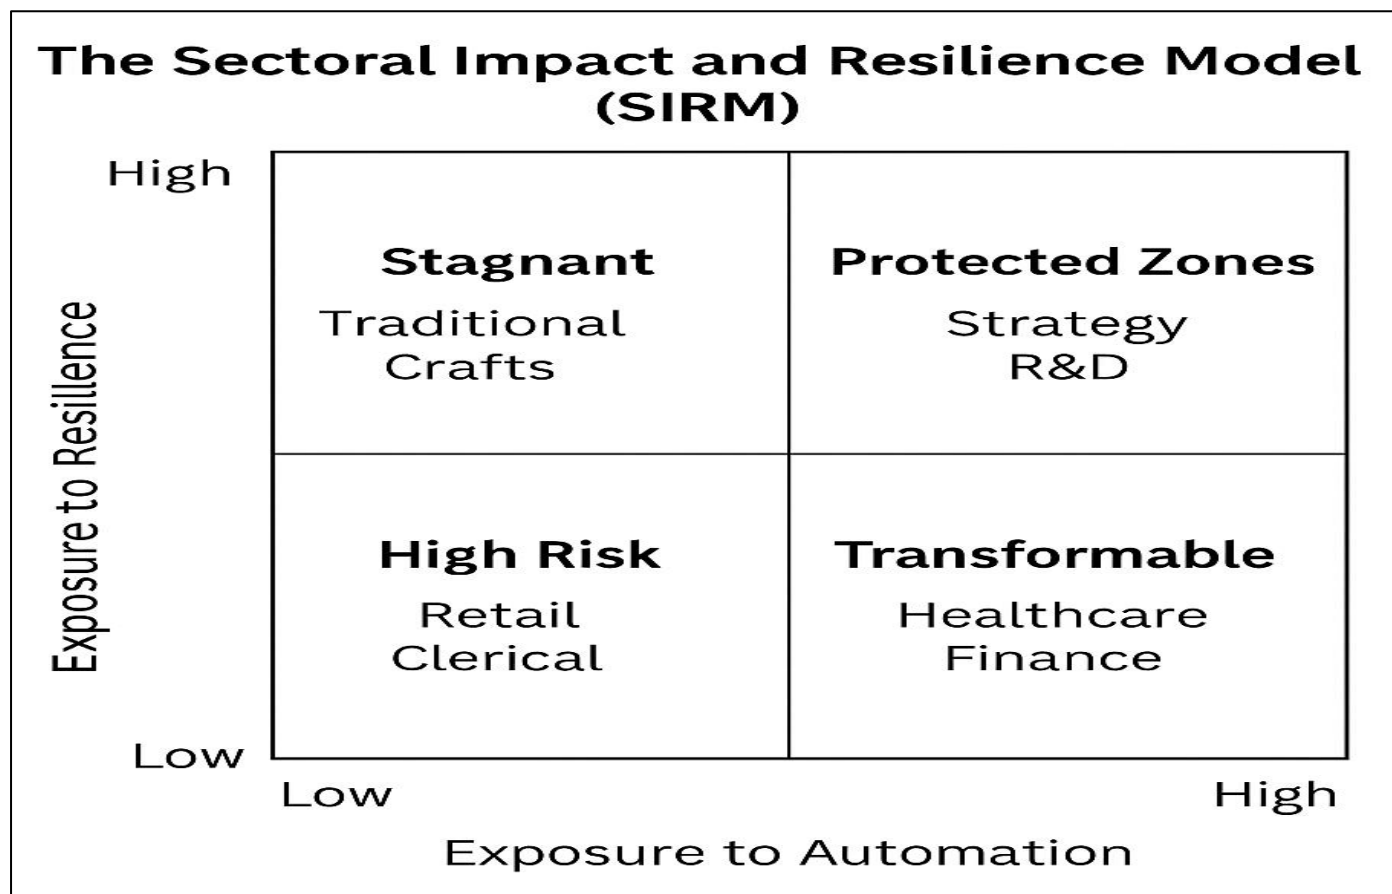 The Sectoral Impact and Resilience Model
(SIRM)
High
Stagnant
Traditional
Crafts
Protected Zones
Strategy
R&D
Exposure to Resillence
High Risk
Retail
Clerical
Transformable
Healthcare
Finance
Low
Low
High
Exposure to Automation